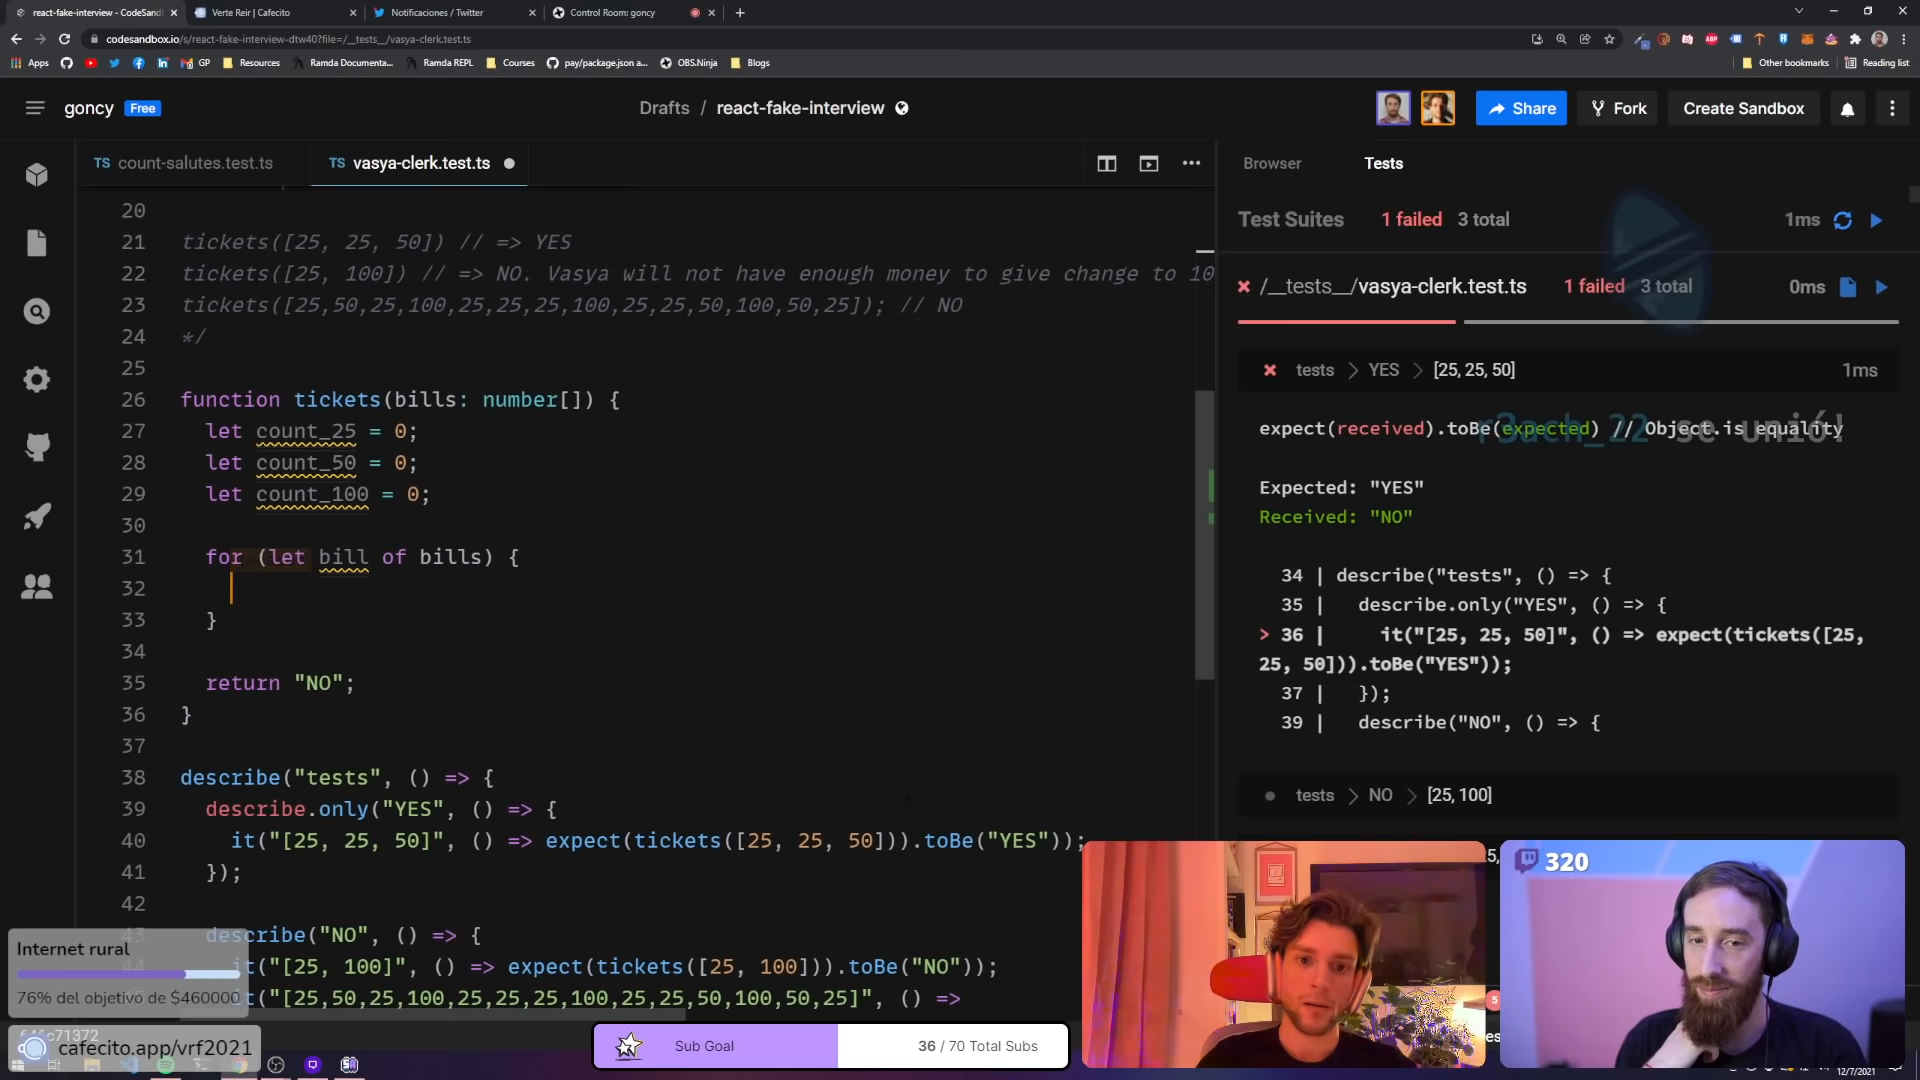 react-fake-interview - CodeSand
Verte Reir | Cafecito
Notificaciones / Twitter
Control Room: goncy
codesandbox.io/s/react-fake-interview-dtw40?file=/__tests__/vasya-clerk.test.ts
Apps
GP
Resources
Ramda Documenta...
Ramda REPL
Courses
pay/package.json a...
OBS.Ninja
Blogs
Other bookmarks
Reading list
goncy Free
Drafts / react-fake-interview
Share
Fork
Create Sandbox
TS count-salutes.test.ts
TS vasya-clerk.test.ts
20
21 tickets([25, 25, 50]) // => YES
22 tickets([25, 100]) // => NO. Vasya will not have enough money to give change to 10
23 tickets([25,50,25,100,25,25,25,100,25,25,50,100,50,25]); // NO
24 */
25
26 function tickets(bills: number[]) {
27 let count_25 = 0;
28 let count_50 = 0;
29 let count_100 = 0;
30
31 for (let bill of bills) {
32
33 }
34
35 return "NO";
36 }
37
38 describe("tests", () => {
39 describe.only("YES", () => {
40 it("[25, 25, 50]", () => expect(tickets([25, 25, 50])).toBe("YES"));
41 });
42
describe("NO", () => {
it("[25, 100]", () => expect(tickets([25, 100])).toBe("NO"));
it("[25,50,25,100,25,25,25,100,25,25,50,100,50,25]", () =>
Browser
Tests
Test Suites 1 failed 3 total 1ms
/__tests__/vasya-clerk.test.ts 1 failed 3 total 0ms
tests > YES > [25, 25, 50] 1ms
expect(received).toBe(expected) // Object.is equality
r3ach_22 se unió!
Expected: "YES"
Received: "NO"
34 | describe("tests", () => {
35 | describe.only("YES", () => {
> 36 | it("[25, 25, 50]", () => expect(tickets([25,
25, 50])).toBe("YES"));
37 | });
39 | describe("NO", () => {
tests > NO > [25, 100]
Internet rural
76% del objetivo de $460000
cafecito.app/vrf2021
Sub Goal
36 / 70 Total Subs
320
5
12/7/2021